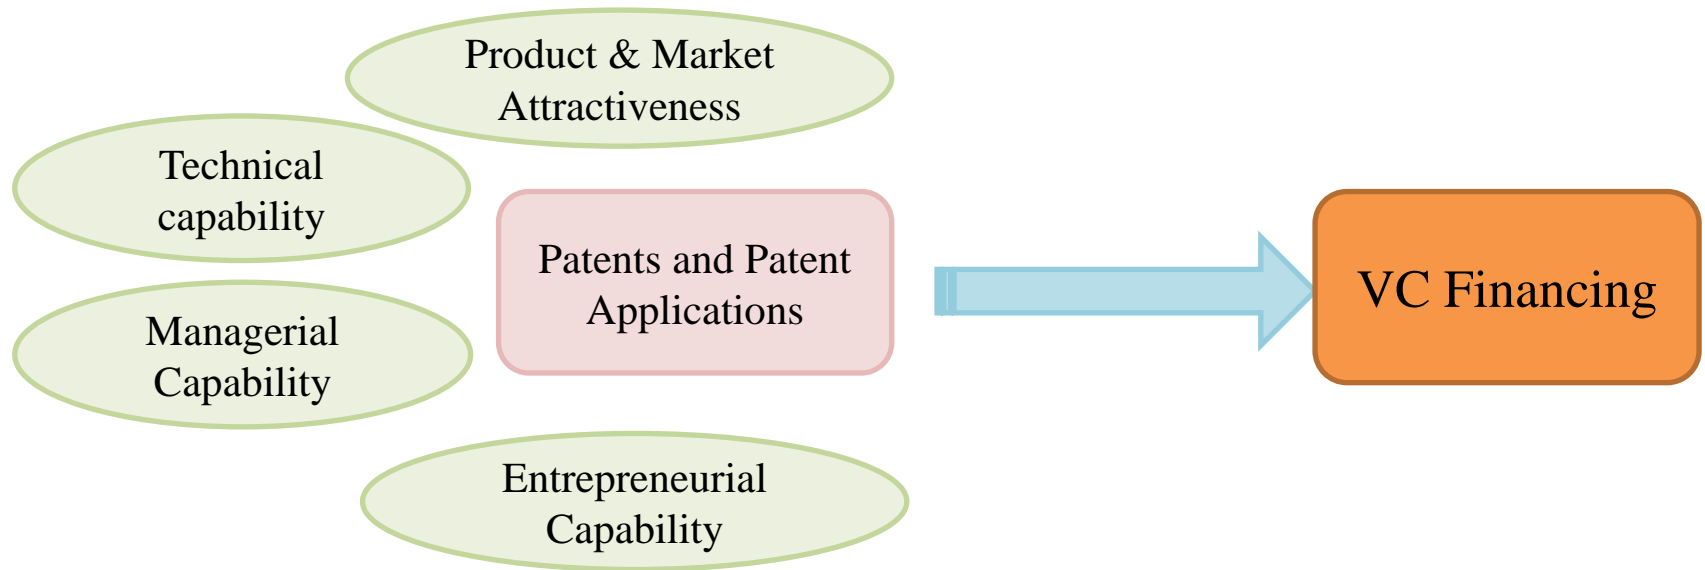 Product & Market
Attractiveness
Technical
capability
Patents and Patent
Applications
VC Financing
Managerial
Capability
Entrepreneurial
Capability